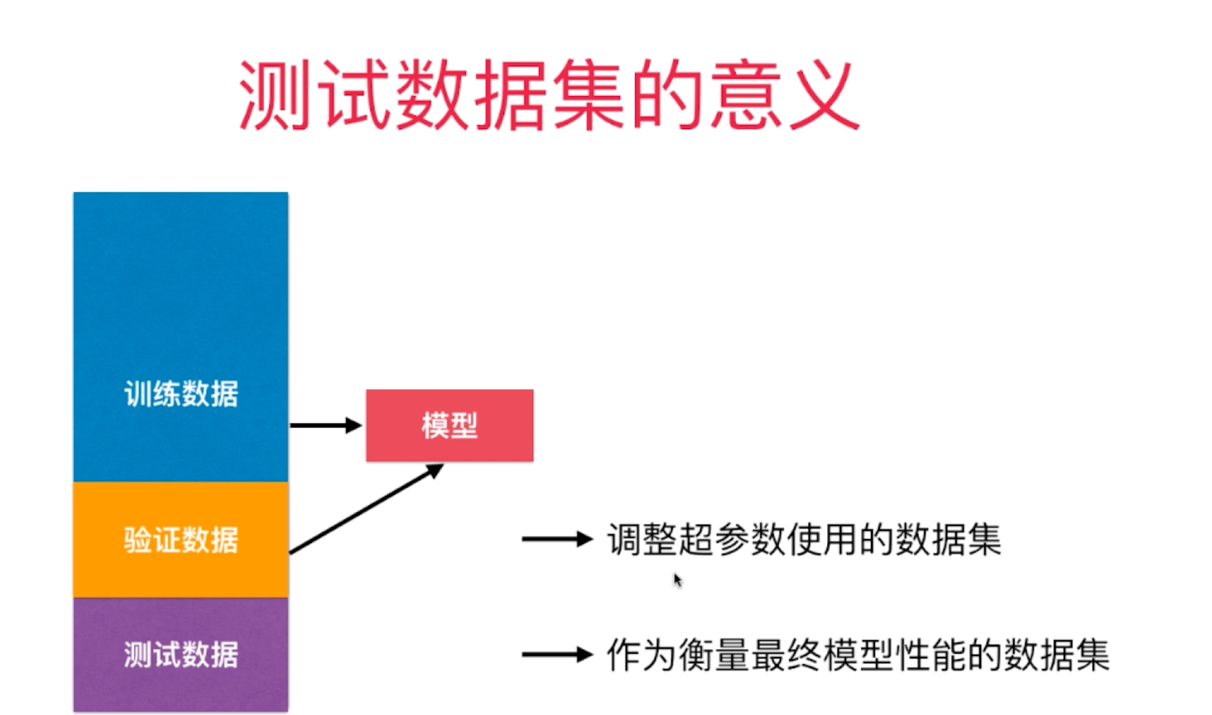 测试数据集的意义
训练数据
模型
验证数据
调整超参数使用的数据集
测试数据
作为衡量最终模型性能的数据集